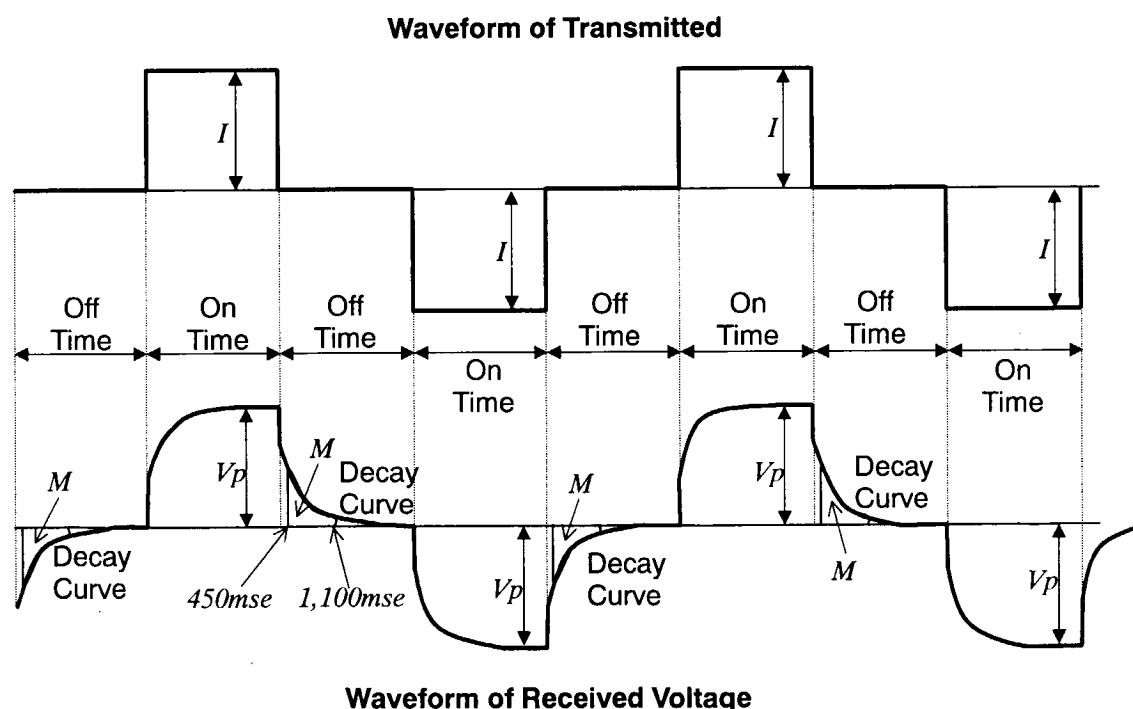 Waveform of Transmitted
I
I
I
I
Off
Time
On
Time
Off
Time
On
Time
Off
Time
On
Time
Off
Time
On
Time
M
Decay
Curve
Vp
M
Decay
Curve
450mse
1,100mse
Vp
M
Decay
Curve
Vp
Decay
Curve
M
Vp
Waveform of Received Voltage